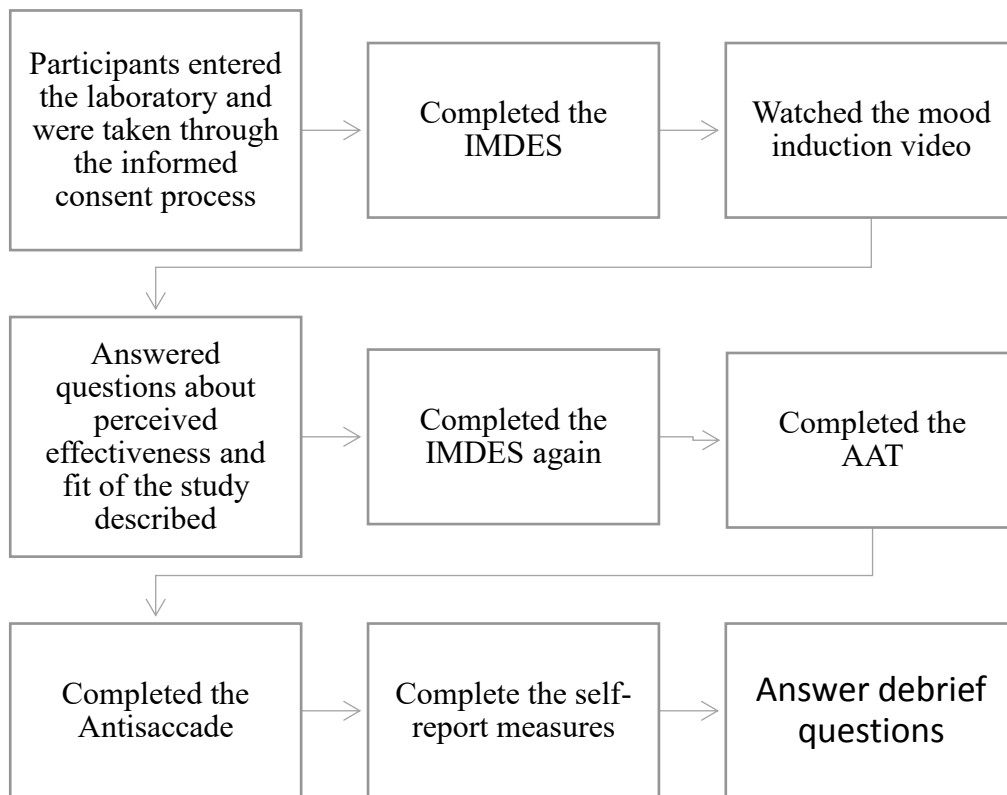 Participants entered
the laboratory and
were taken through
the informed
consent process
Completed the
IMDES
Watched the mood
induction video
Answered
questions about
perceived
effectiveness and
fit of the study
described
Completed the
IMDES again
Completed the
AAT
Completed the
Antisaccade
Complete the self-
report measures
Answer debrief
questions